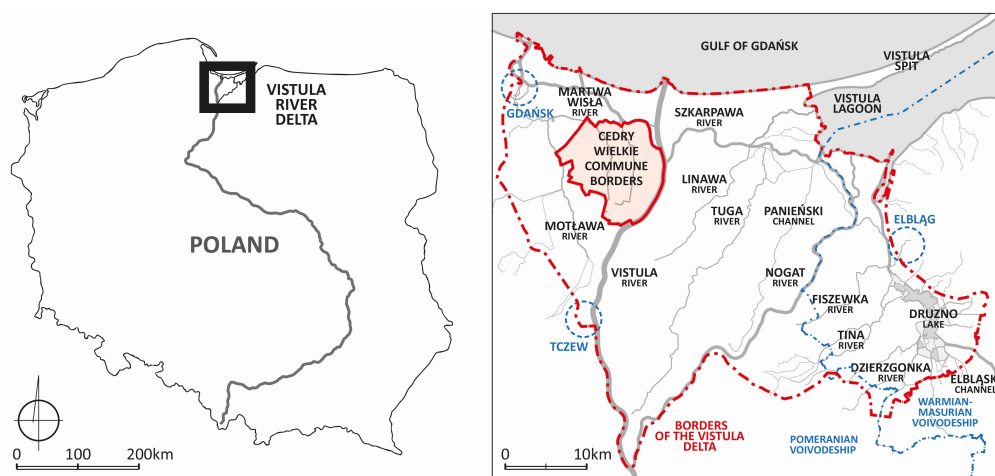 VISTULA
RIVER
DELTA
POLAND
0 100 200km
GULF OF GDAŃSK
VISTULA
SPIT
VISTULA
LAGOON
GDAŃSK
MARTWA
WISŁA
RIVER
SZKARPAWA
RIVER
CEDRY
WIELKIE
COMMUNE
BORDERS
LINAWA
RIVER
TUGA
RIVER
PANIEŃSKI
CHANNEL
ELBLĄG
MOTŁAWA
RIVER
VISTULA
RIVER
NOGAT
RIVER
FISZEWKA
RIVER
DRUZNO
LAKE
TCZEW
TINA
RIVER
DZIERZGONKA
RIVER
ELBLĄSKI
CHANNEL
WARMIAN-
MASURIAN
VOIVODESHIP
BORDERS
OF THE VISTULA
DELTA
POMERANIAN
VOIVODESHIP
0 10km